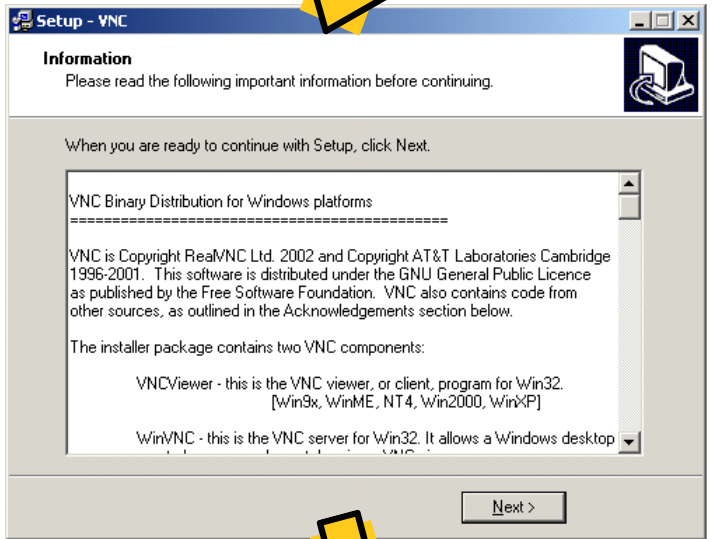 Setup - VNC
Information
Please read the following important information before continuing.
When you are ready to continue with Setup, click Next.
VNC Binary Distribution for Windows platforms
=============================================
VNC is Copyright RealVNC Ltd. 2002 and Copyright AT&T Laboratories Cambridge
1996-2001.  This software is distributed under the GNU General Public Licence
as published by the Free Software Foundation.  VNC also contains code from
other sources, as outlined in the Acknowledgements section below.
The installer package contains two VNC components:
VNCViewer - this is the VNC viewer, or client, program for Win32.
[Win9x, WinME, NT4, Win2000, WinXP]
WinVNC - this is the VNC server for Win32. It allows a Windows desktop
Next >